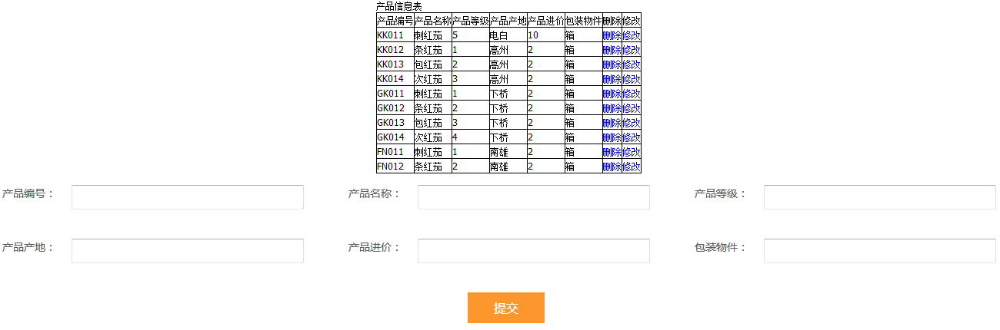 产品信息表
产品编号 产品名称 产品等级 产品产地 产品进价 包装物件 删除 修改
KK011 刺红茄 5 电白 10 箱 删除 修改
KK012 条红茄 1 高州 2 箱 删除 修改
KK013 包红茄 2 高州 2 箱 删除 修改
KK014 次红茄 3 高州 2 箱 删除 修改
GK011 刺红茄 1 下桥 2 箱 删除 修改
GK012 条红茄 2 下桥 2 箱 删除 修改
GK013 包红茄 3 下桥 2 箱 删除 修改
GK014 次红茄 4 下桥 2 箱 删除 修改
FN011 刺红茄 1 南雄 2 箱 删除 修改
FN012 条红茄 2 南雄 2 箱 删除 修改
产品编号： 产品名称： 产品等级：
产品产地： 产品进价： 包装物件：
提交